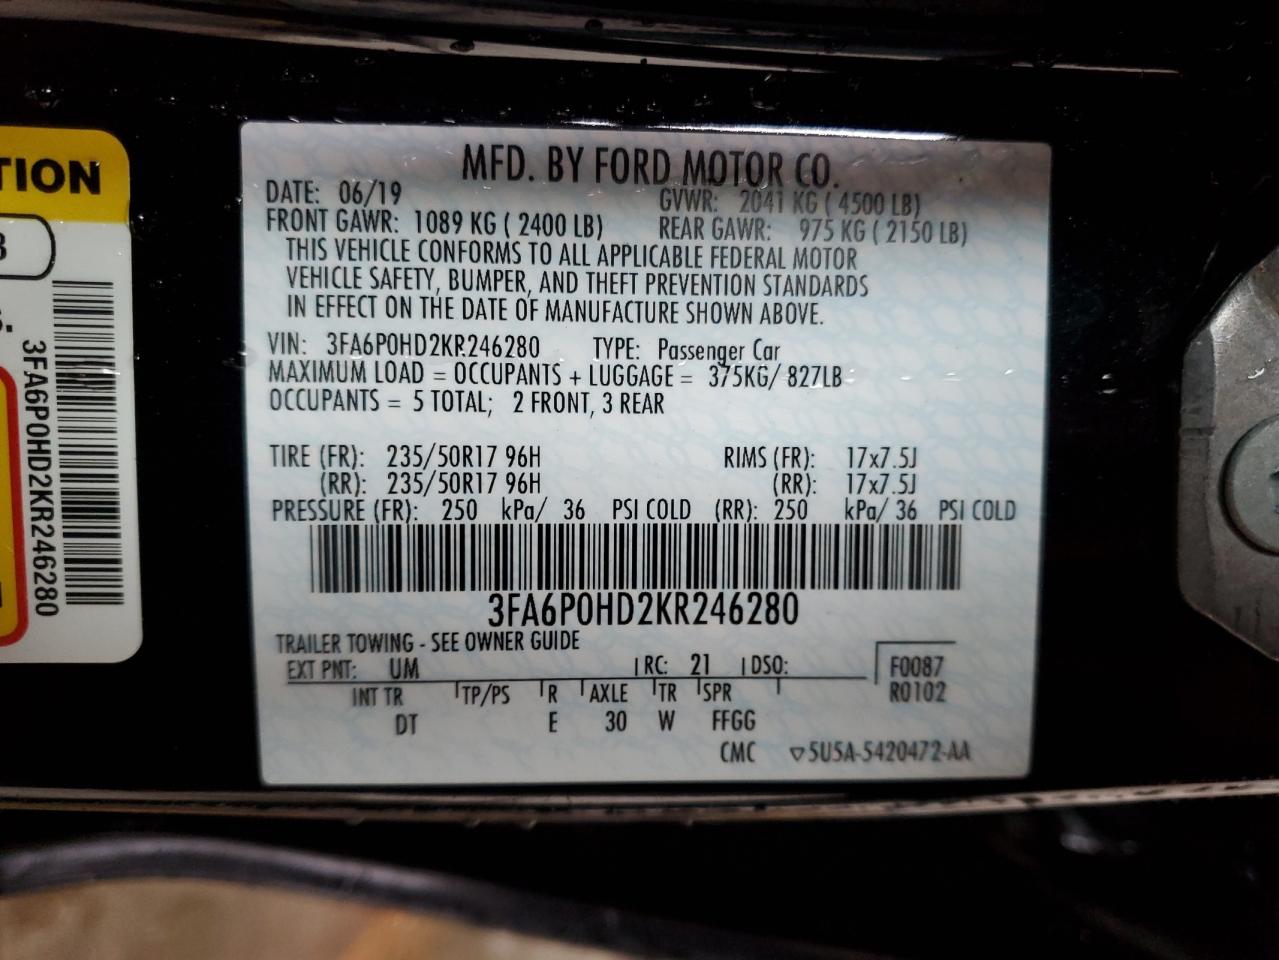 TION
3
S.
3FA6P0HD2KR246280
MFD. BY FORD MOTOR CO.
DATE: 06/19 GVWR: 2041 KG ( 4500 LB)
FRONT GAWR: 1089 KG ( 2400 LB) REAR GAWR: 975 KG ( 2150 LB)
THIS VEHICLE CONFORMS TO ALL APPLICABLE FEDERAL MOTOR
VEHICLE SAFETY, BUMPER, AND THEFT PREVENTION STANDARDS
IN EFFECT ON THE DATE OF MANUFACTURE SHOWN ABOVE.
VIN: 3FA6P0HD2KR246280 TYPE: Passenger Car
MAXIMUM LOAD = OCCUPANTS + LUGGAGE = 375KG/ 827LB
OCCUPANTS = 5 TOTAL; 2 FRONT, 3 REAR
TIRE (FR): 235/50R17 96H RIMS (FR): 17x7.5J
(RR): 235/50R17 96H (RR): 17x7.5J
PRESSURE (FR): 250 kPa/ 36 PSI COLD (RR): 250 kPa/ 36 PSI COLD
3FA6P0HD2KR246280
TRAILER TOWING - SEE OWNER GUIDE
EXT PNT: UM RC: 21 DSO: F0087
R0102
INT TR TP/PS R AXLE TR SPR
DT E 30 W FFGG
CMC ▽5U5A-5420472-AA